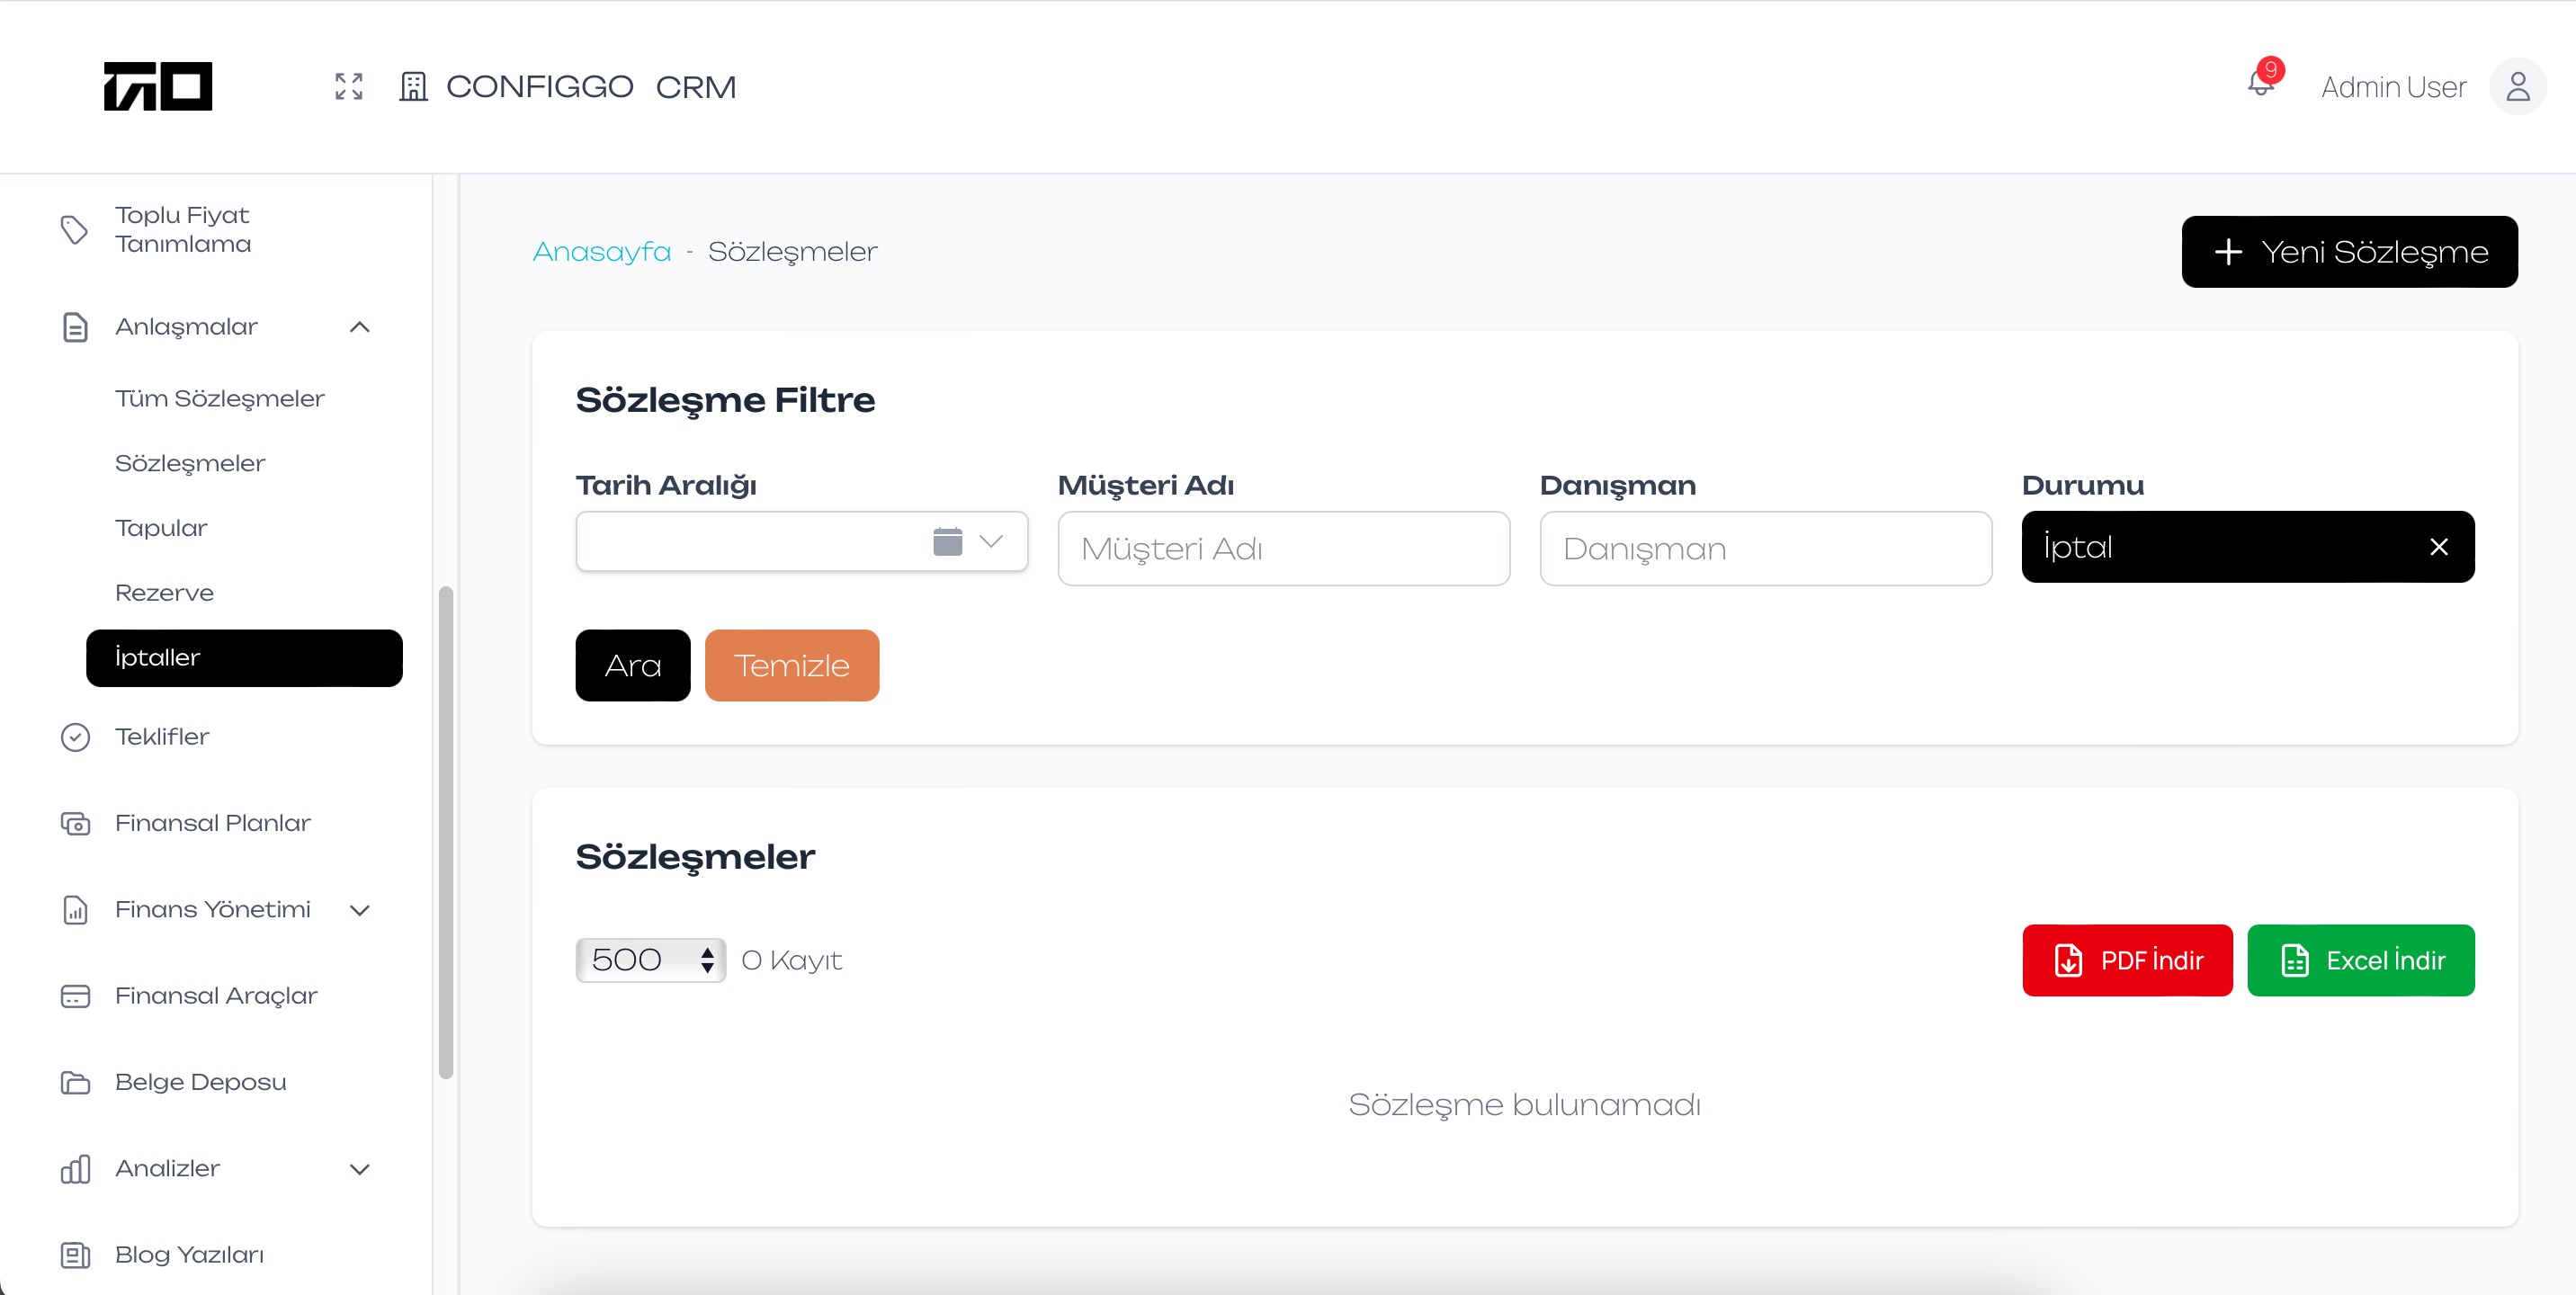 CONFIGGO CRM
9
Admin User
Toplu Fiyat
Tanımlama
Anlaşmalar
Tüm Sözleşmeler
Sözleşmeler
Tapular
Rezerve
İptaller
Teklifler
Finansal Planlar
Finans Yönetimi
Finansal Araçlar
Belge Deposu
Analizler
Blog Yazıları
Anasayfa - Sözleşmeler
+ Yeni Sözleşme
Sözleşme Filtre
Tarih Aralığı
Müşteri Adı
Danışman
Durumu
Müşteri Adı
Danışman
İptal
Ara
Temizle
Sözleşmeler
500
0 Kayıt
PDF İndir
Excel İndir
Sözleşme bulunamadı